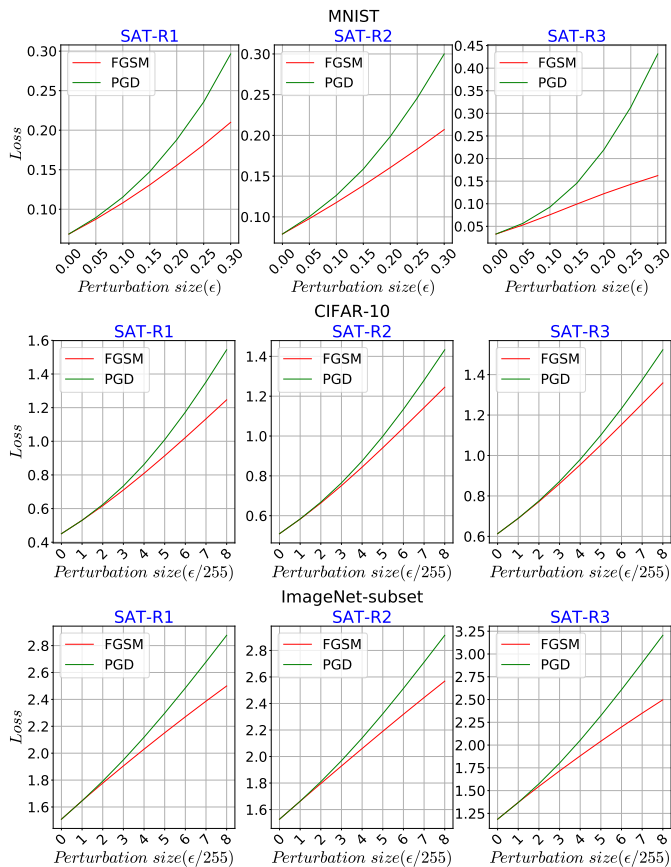 MNIST
SAT-R1 SAT-R2 SAT-R3
FGSM
PGD
FGSM
PGD
FGSM
PGD
Loss
0.30
0.25
0.20
0.15
0.10
0.30
0.25
0.20
0.15
0.10
0.45
0.40
0.35
0.30
0.25
0.20
0.15
0.10
0.05
0.00 0.05 0.10 0.15 0.20 0.25 0.30
0.00 0.05 0.10 0.15 0.20 0.25 0.30
0.00 0.05 0.10 0.15 0.20 0.25 0.30
Perturbation size(ϵ) Perturbation size(ϵ) Perturbation size(ϵ)
CIFAR-10
SAT-R1 SAT-R2 SAT-R3
FGSM
PGD
FGSM
PGD
FGSM
PGD
Loss
1.6
1.4
1.2
1.0
0.8
0.6
0.4
1.4
1.2
1.0
0.8
0.6
1.4
1.2
1.0
0.8
0.6
0 1 2 3 4 5 6 7 8
0 1 2 3 4 5 6 7 8
0 1 2 3 4 5 6 7 8
Perturbation size(ϵ/255) Perturbation size(ϵ/255) Perturbation size(ϵ/255)
ImageNet-subset
SAT-R1 SAT-R2 SAT-R3
FGSM
PGD
FGSM
PGD
FGSM
PGD
Loss
2.8
2.6
2.4
2.2
2.0
1.8
1.6
2.8
2.6
2.4
2.2
2.0
1.8
1.6
3.25
3.00
2.75
2.50
2.25
2.00
1.75
1.50
1.25
0 1 2 3 4 5 6 7 8
0 1 2 3 4 5 6 7 8
0 1 2 3 4 5 6 7 8
Perturbation size(ϵ/255) Perturbation size(ϵ/255) Perturbation size(ϵ/255)